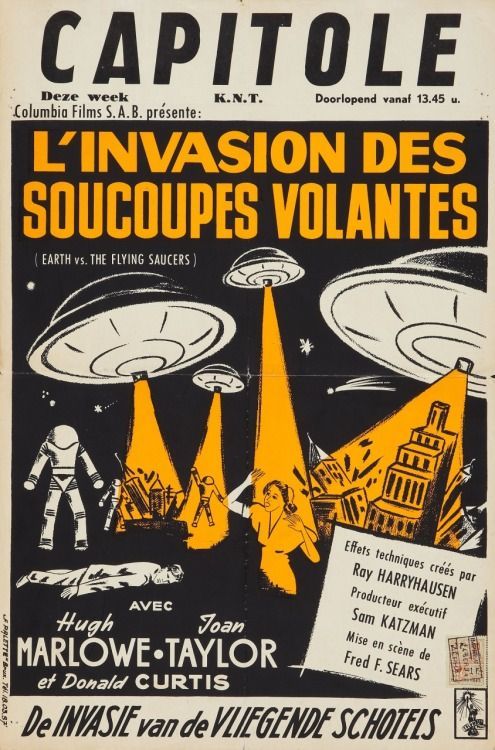 CAPITOLE
Deze week K.N.T. Doorlopend vanaf 13.45 u.
Columbia Films S.A.B. présente:
L'INVASION DES
SOUCOUPES VOLANTES
(EARTH vs. THE FLYING SAUCERS)
Effets techniques créés par
Ray HARRYHAUSEN
Producteur exécutif
Sam KATZMAN
Mise en scène de
Fred F. SEARS
AVEC
Hugh Joan
MARLOWE • TAYLOR
et Donald CURTIS
De INVASIE van de VLIEGENDE SCHOTELS